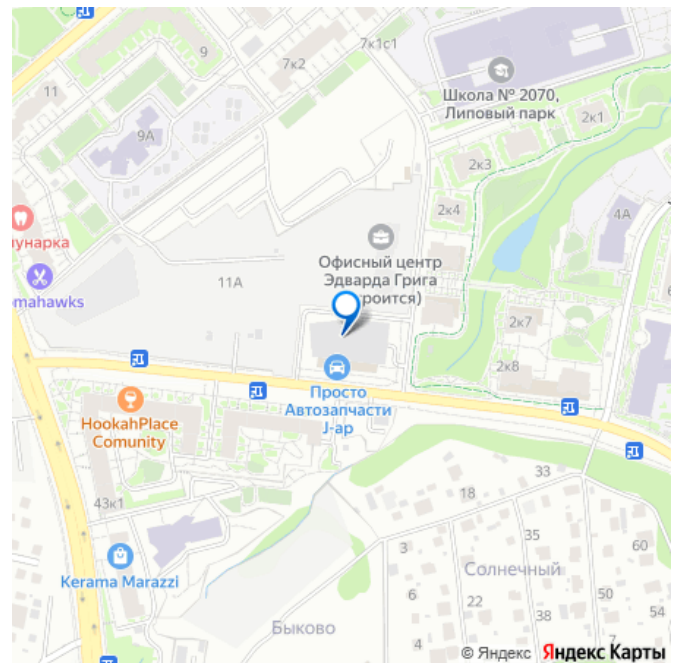 9
7к2
7к1с1
11
9А
Школа № 2070,
Липовый парк
2к1
2к3
2к4
4А
унарка
omahawks
11А
Офисный центр
Эдварда Грига
роится)
2к7
2к8
Просто
Автозапчасти
J-ap
HookahPlace
Comunity
43к1
Kerama Marazzi
33
18
35
3
60
Солнечный
6
22
38
50
54
4
Быково
© Яндекс Яндекс Карты